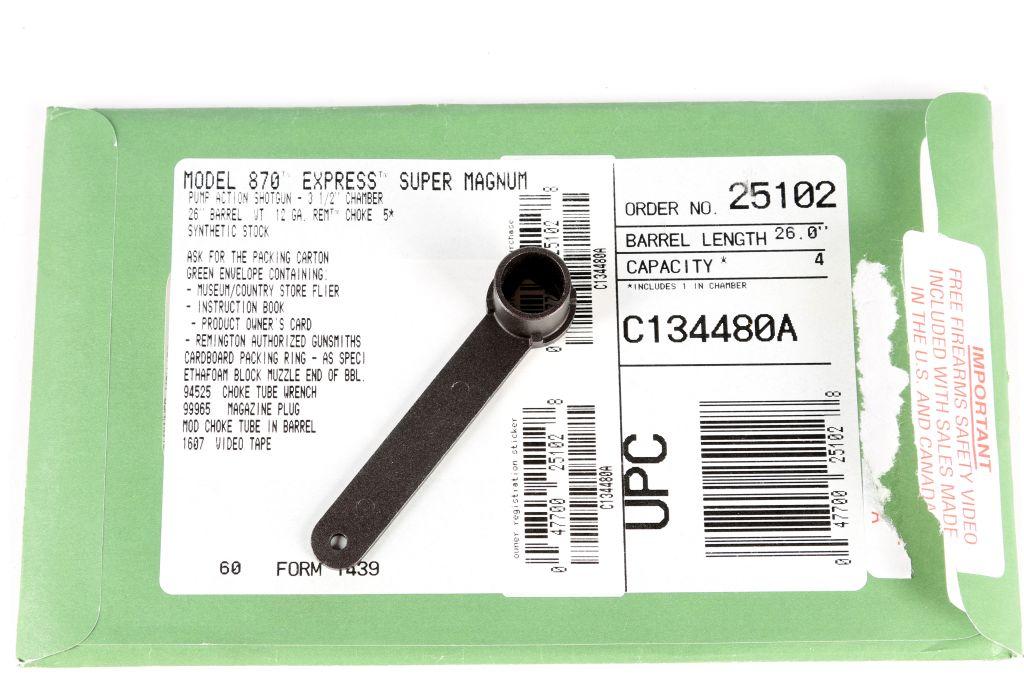 MODEL 870™ EXPRESS™ SUPER MAGNUM
PUMP ACTION SHOTGUN - 3 1/2" CHAMBER
26" BARREL VT 12 GA. REM™ CHOKE 5*
SYNTHETIC STOCK
ASK FOR THE PACKING CARTON
GREEN ENVELOPE CONTAINING:
- MUSEUM/COUNTRY STORE FLIER
- INSTRUCTION BOOK
- PRODUCT OWNER'S CARD
- REMINGTON AUTHORIZED GUNSMITHS
CARDBOARD PACKING RING - AS SPECI
ETHAFOAM BLOCK MUZZLE END OF BBL.
94525 CHOKE TUBE WRENCH
99965 MAGAZINE PLUG
MOD CHOKE TUBE IN BARREL
1607 VIDEO TAPE
60 FORM 1439
rchase
25102 8
0
C134480A
owner registration sticker
0 47700 25102 8
C134480A
ORDER NO. 25102
BARREL LENGTH 26.0"
CAPACITY * 4
*INCLUDES 1 IN CHAMBER
C134480A
UPC
0 47700 25102 8
IMPORTANT
FREE FIREARMS SAFETY VIDEO
INCLUDED WITH SALES MADE
IN THE U.S. AND CANADA